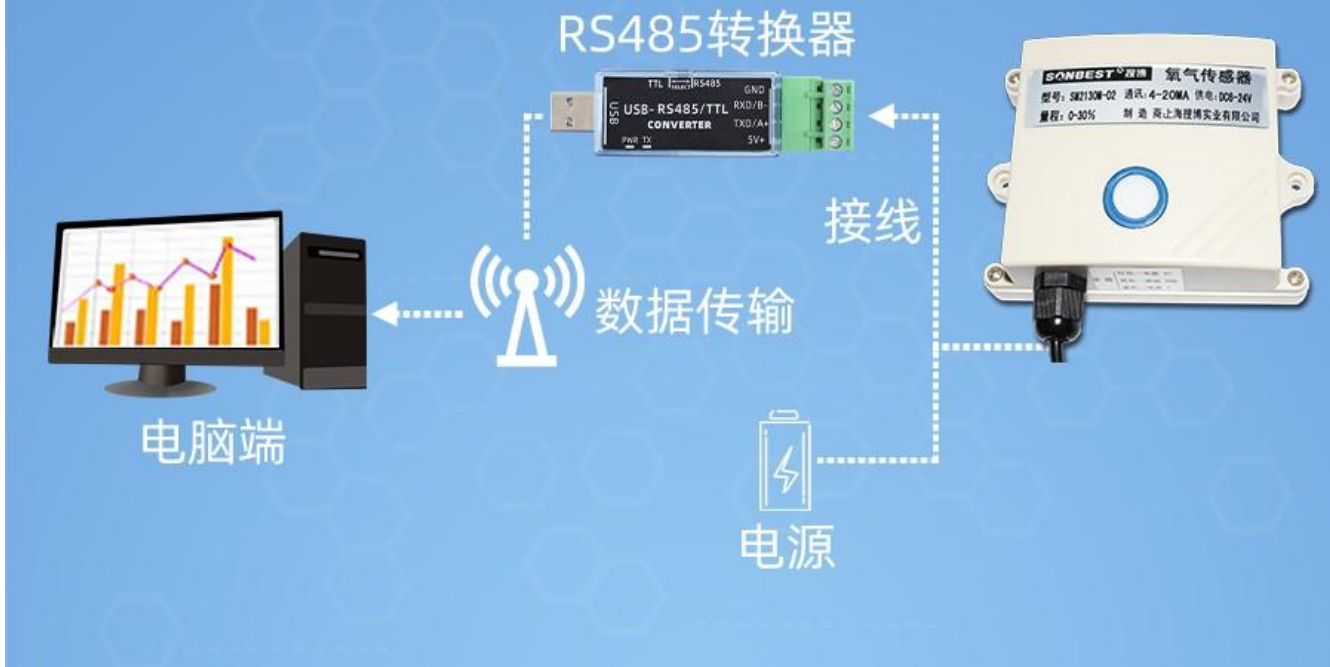 RS485转换器
TTL SELECT RS485
GND
USB
USB-RS485/TTL
RXD/B-
CONVERTER
TXD/A+
PWR TX
5V+
SONBEST® 搜博 氧气传感器
型号: SM2130M-O2 通讯: 4-20MA 供电: DC6-24V
量程: 0-30% 制 造 商:上海搜博实业有限公司
接线
数据传输
电脑端
电源